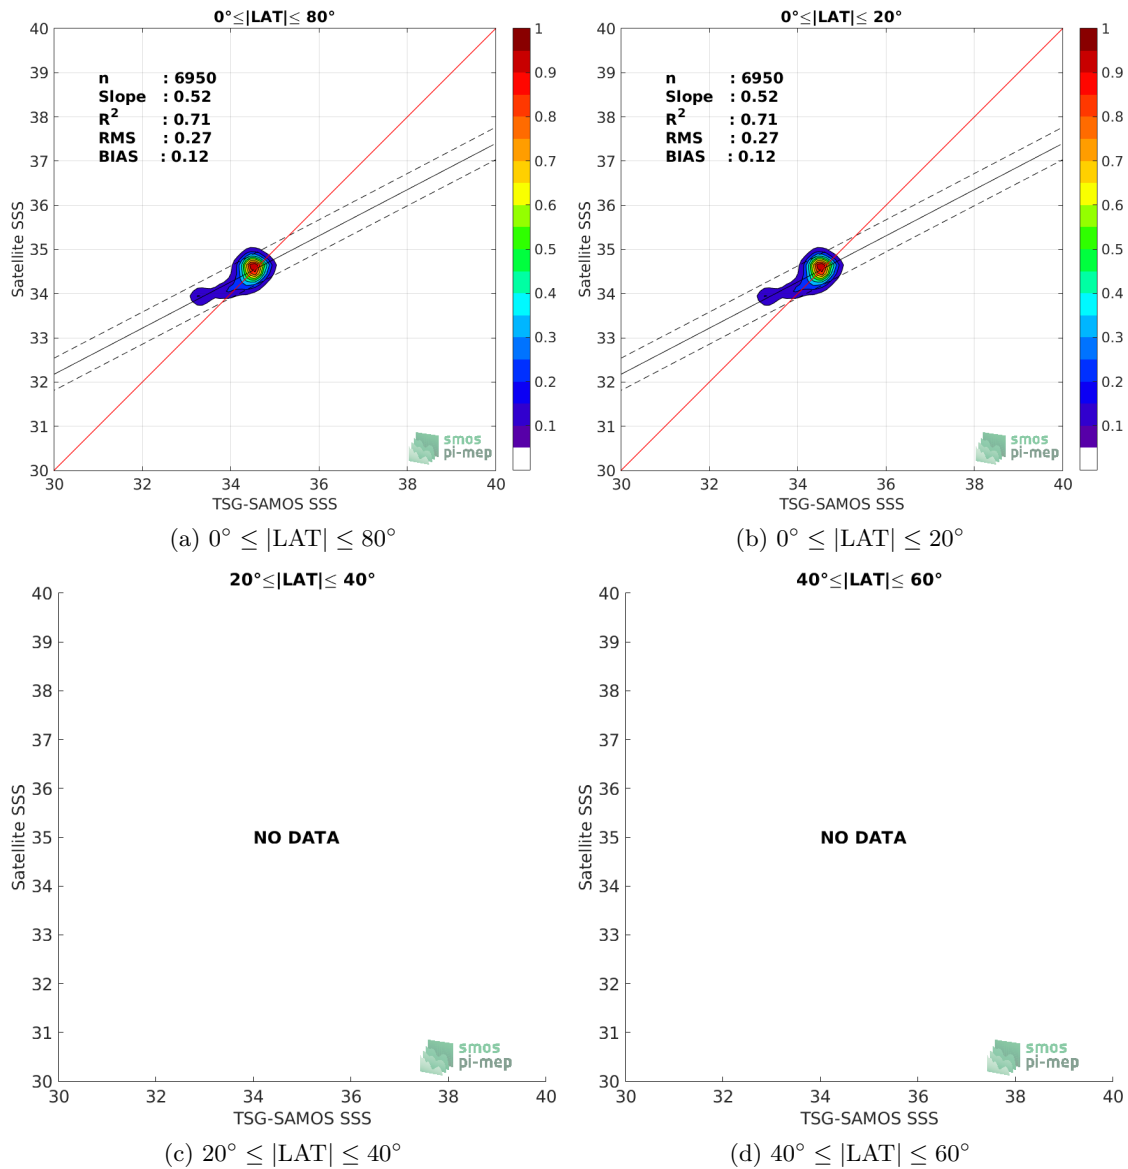 0°≤|LAT|≤ 80°
40
39
38
37
36
35
34
33
32
31
30
Satellite SSS
n : 6950
Slope : 0.52
R² : 0.71
RMS : 0.27
BIAS : 0.12
smos
pi-mep
30 32 34 36 38 40
TSG-SAMOS SSS
1
0.9
0.8
0.7
0.6
0.5
0.4
0.3
0.2
0.1
(a) 0° ≤ |LAT| ≤ 80°
0°≤|LAT|≤ 20°
40
39
38
37
36
35
34
33
32
31
30
Satellite SSS
n : 6950
Slope : 0.52
R² : 0.71
RMS : 0.27
BIAS : 0.12
smos
pi-mep
30 32 34 36 38 40
TSG-SAMOS SSS
1
0.9
0.8
0.7
0.6
0.5
0.4
0.3
0.2
0.1
(b) 0° ≤ |LAT| ≤ 20°
20°≤|LAT|≤ 40°
40
39
38
37
36
35
34
33
32
31
30
Satellite SSS
NO DATA
smos
pi-mep
30 32 34 36 38 40
TSG-SAMOS SSS
(c) 20° ≤ |LAT| ≤ 40°
40°≤|LAT|≤ 60°
40
39
38
37
36
35
34
33
32
31
30
Satellite SSS
NO DATA
smos
pi-mep
30 32 34 36 38 40
TSG-SAMOS SSS
(d) 40° ≤ |LAT| ≤ 60°